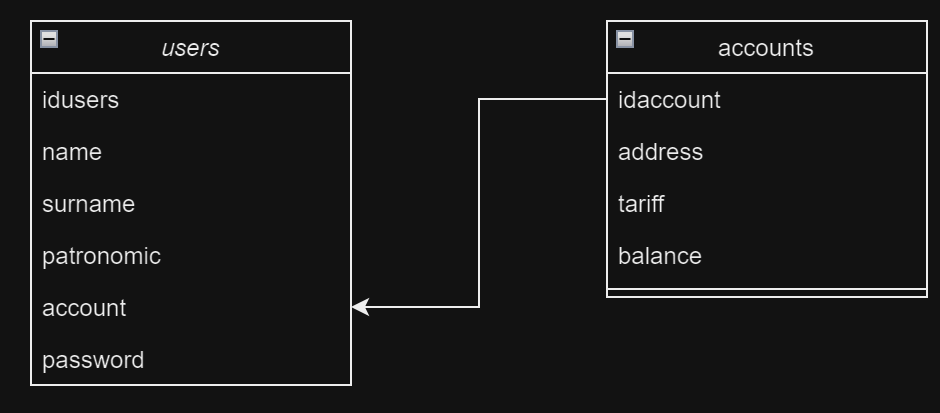 users
idusers
name
surname
patronomic
account
password
accounts
idaccount
address
tariff
balance